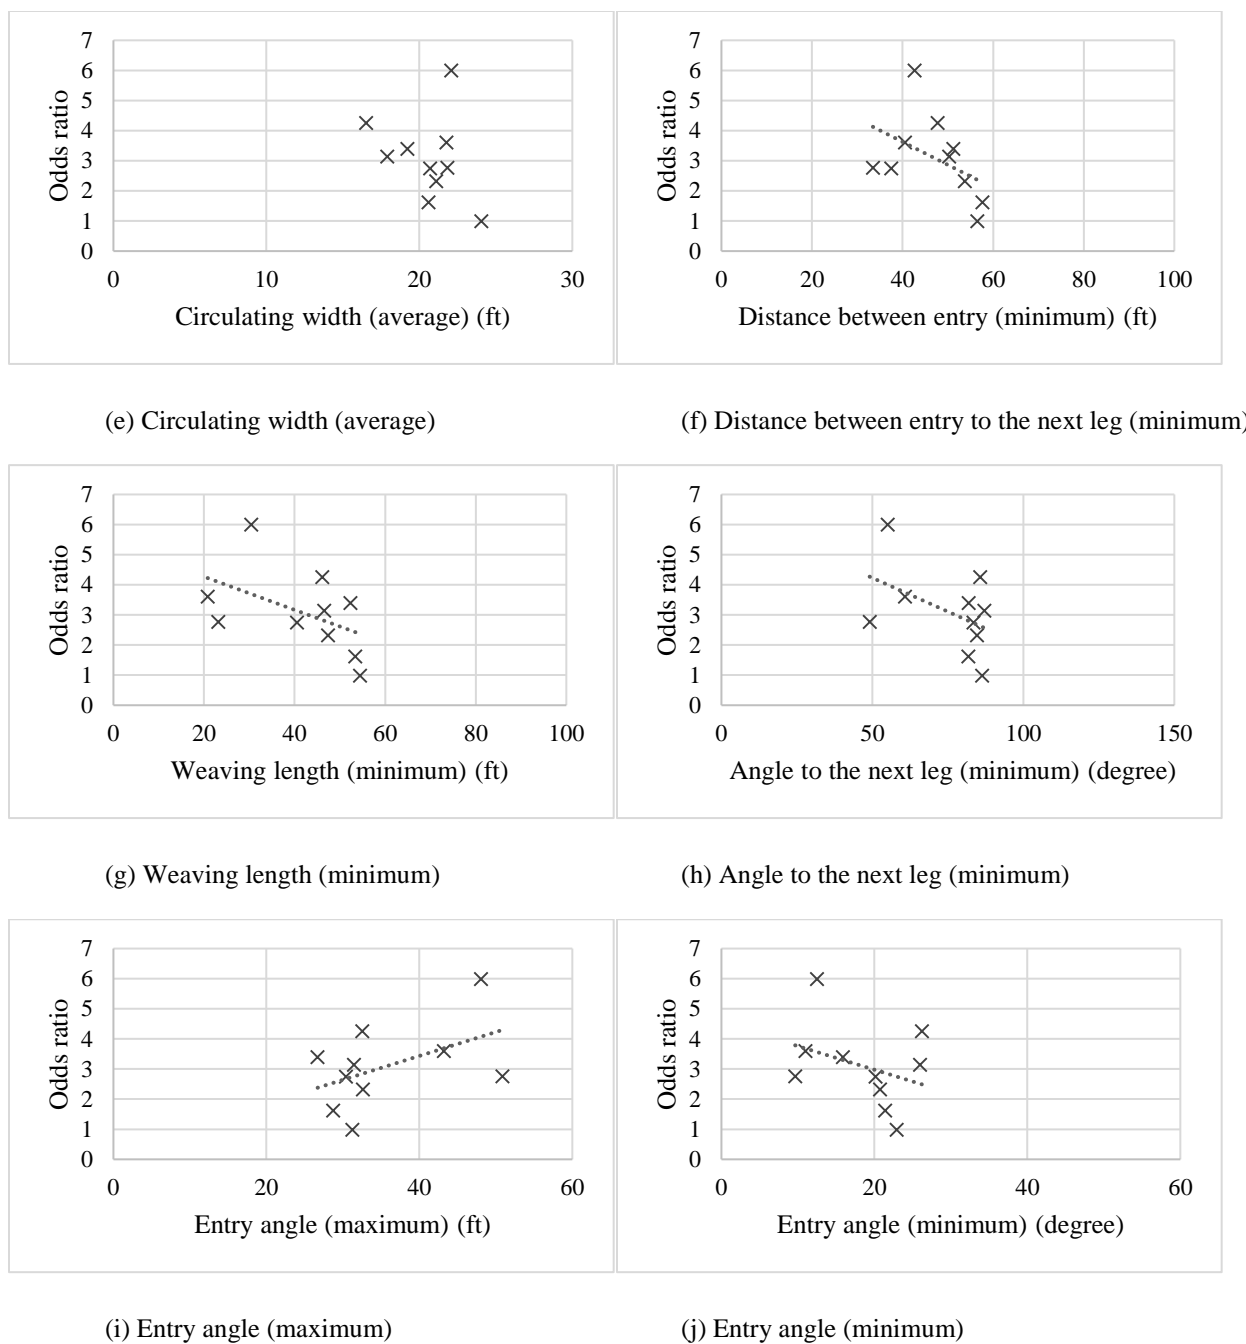 7
6
5
4
3
2
1
0
Odds ratio
0 10 20 30
Circulating width (average) (ft)
7
6
5
4
3
2
1
0
Odds ratio
0 20 40 60 80 100
Distance between entry (minimum) (ft)
(e) Circulating width (average)
(f) Distance between entry to the next leg (minimum)
7
6
5
4
3
2
1
0
Odds ratio
0 20 40 60 80 100
Weaving length (minimum) (ft)
7
6
5
4
3
2
1
0
Odds ratio
0 50 100 150
Angle to the next leg (minimum) (degree)
(g) Weaving length (minimum)
(h) Angle to the next leg (minimum)
7
6
5
4
3
2
1
0
Odds ratio
0 20 40 60
Entry angle (maximum) (ft)
7
6
5
4
3
2
1
0
Odds ratio
0 20 40 60
Entry angle (minimum) (degree)
(i) Entry angle (maximum)
(j) Entry angle (minimum)